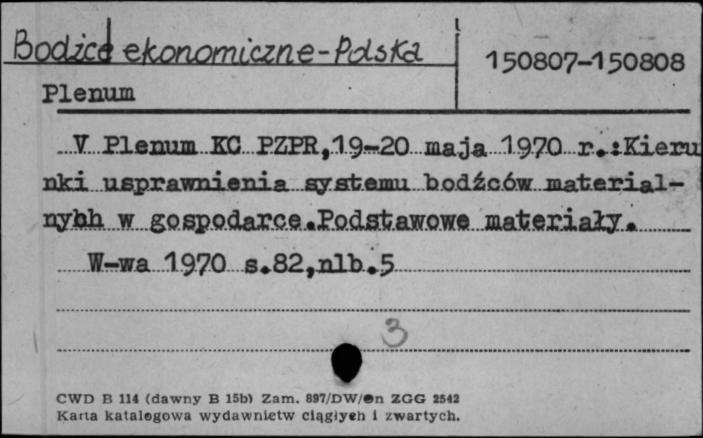 Bodźce ekonomiczne-Polska
150807-150808
Plenum
V Plenum KC PZPR,19-20 maja 1970 r.:Kieru
nki usprawnienia systemu bodźców material-
nybh w gospodarce.Podstawowe materiały.
W-wa 1970 s.82,nlb.5
3
CWD B 114 (dawny B 15b) Zam. 897/DW/en ZGG 2542
Karta katalogowa wydawnictw ciągłych i zwartych.